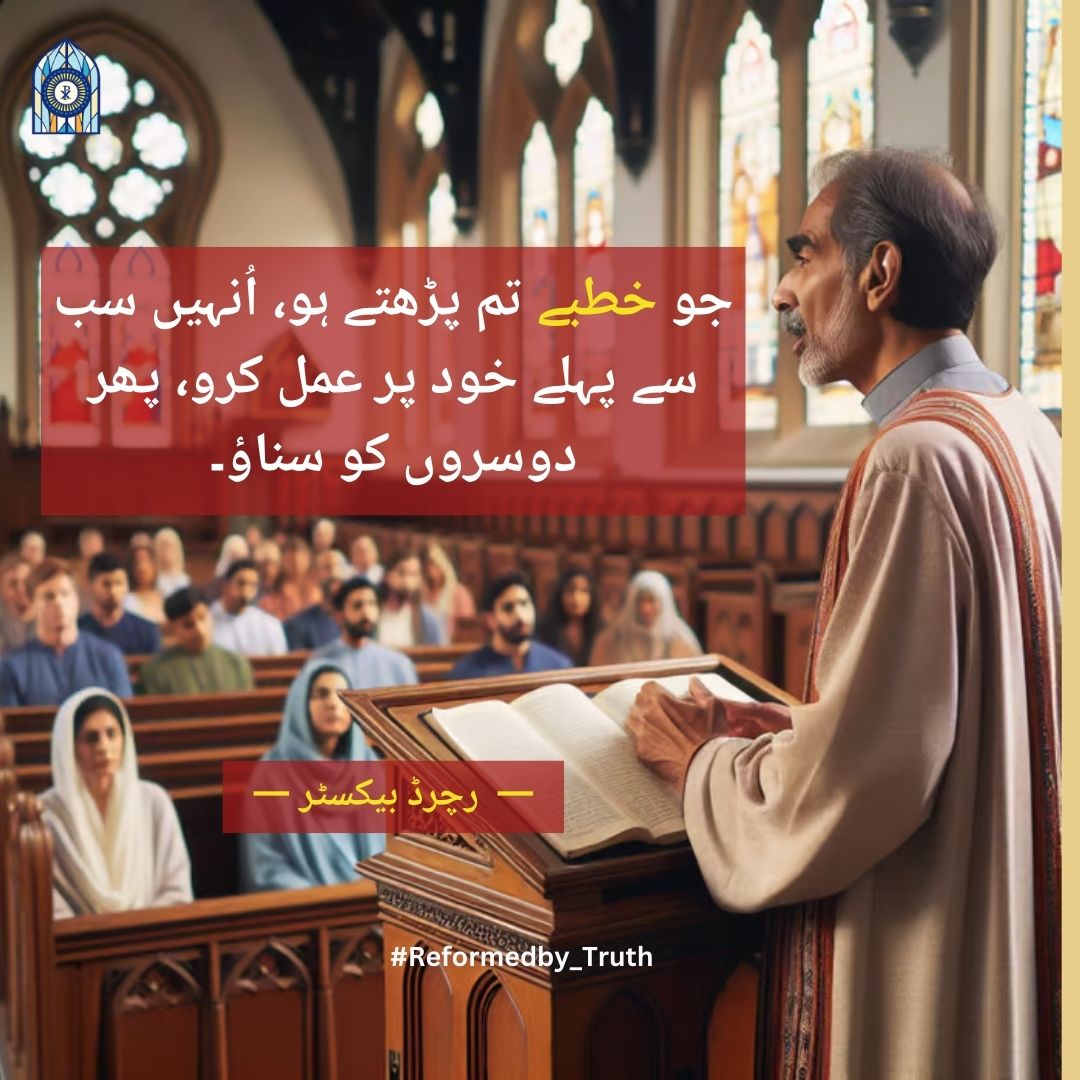 جو خطبے تم پڑھتے ہو، اُنہیں سب
سے پہلے خود پر عمل کرو، پھر
دوسروں کو سناؤ۔
— رچرڈ بیکسٹر —
#Reformedby_Truth